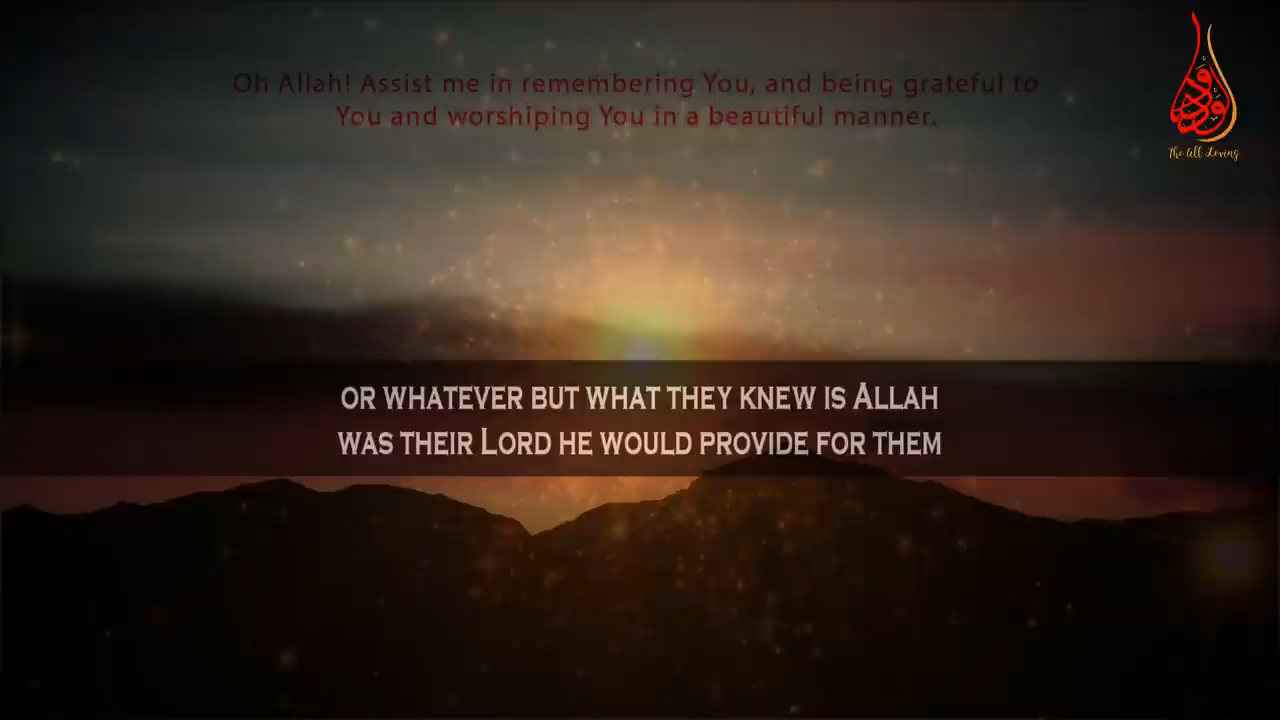 Oh Allah! Assist me in remembering You, and being grateful to
You and worshiping You in a beautiful manner.
الودود
The All Loving
OR WHATEVER BUT WHAT THEY KNEW IS ALLAH
WAS THEIR LORD HE WOULD PROVIDE FOR THEM